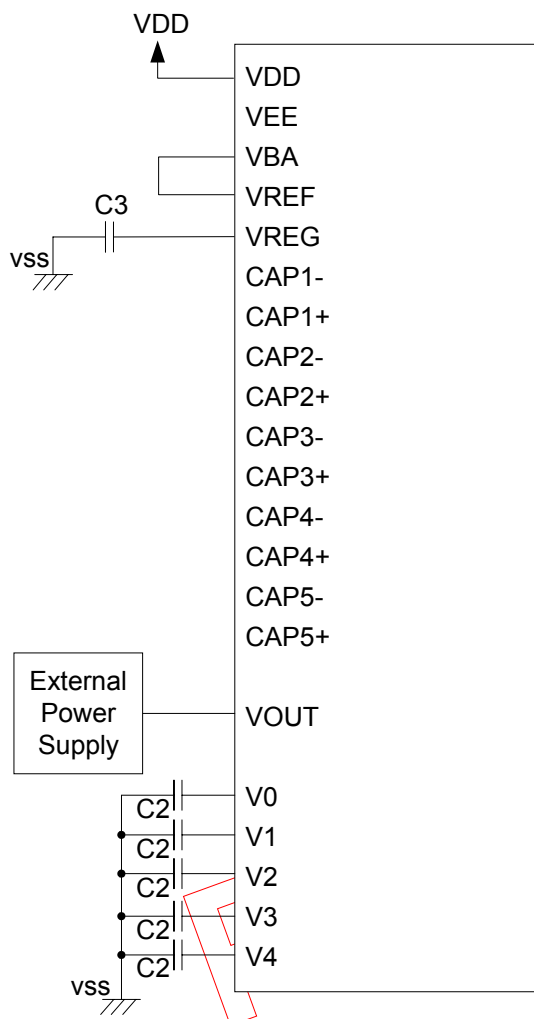 VDD
VDD
VEE
VBA
VREF
C3
VREG
vss
CAP1-
CAP1+
CAP2-
CAP2+
CAP3-
CAP3+
CAP4-
CAP4+
CAP5-
CAP5+
External
Power
Supply
VOUT
V0
C2
V1
C2
V2
C2
V3
C2
V4
C2
vss